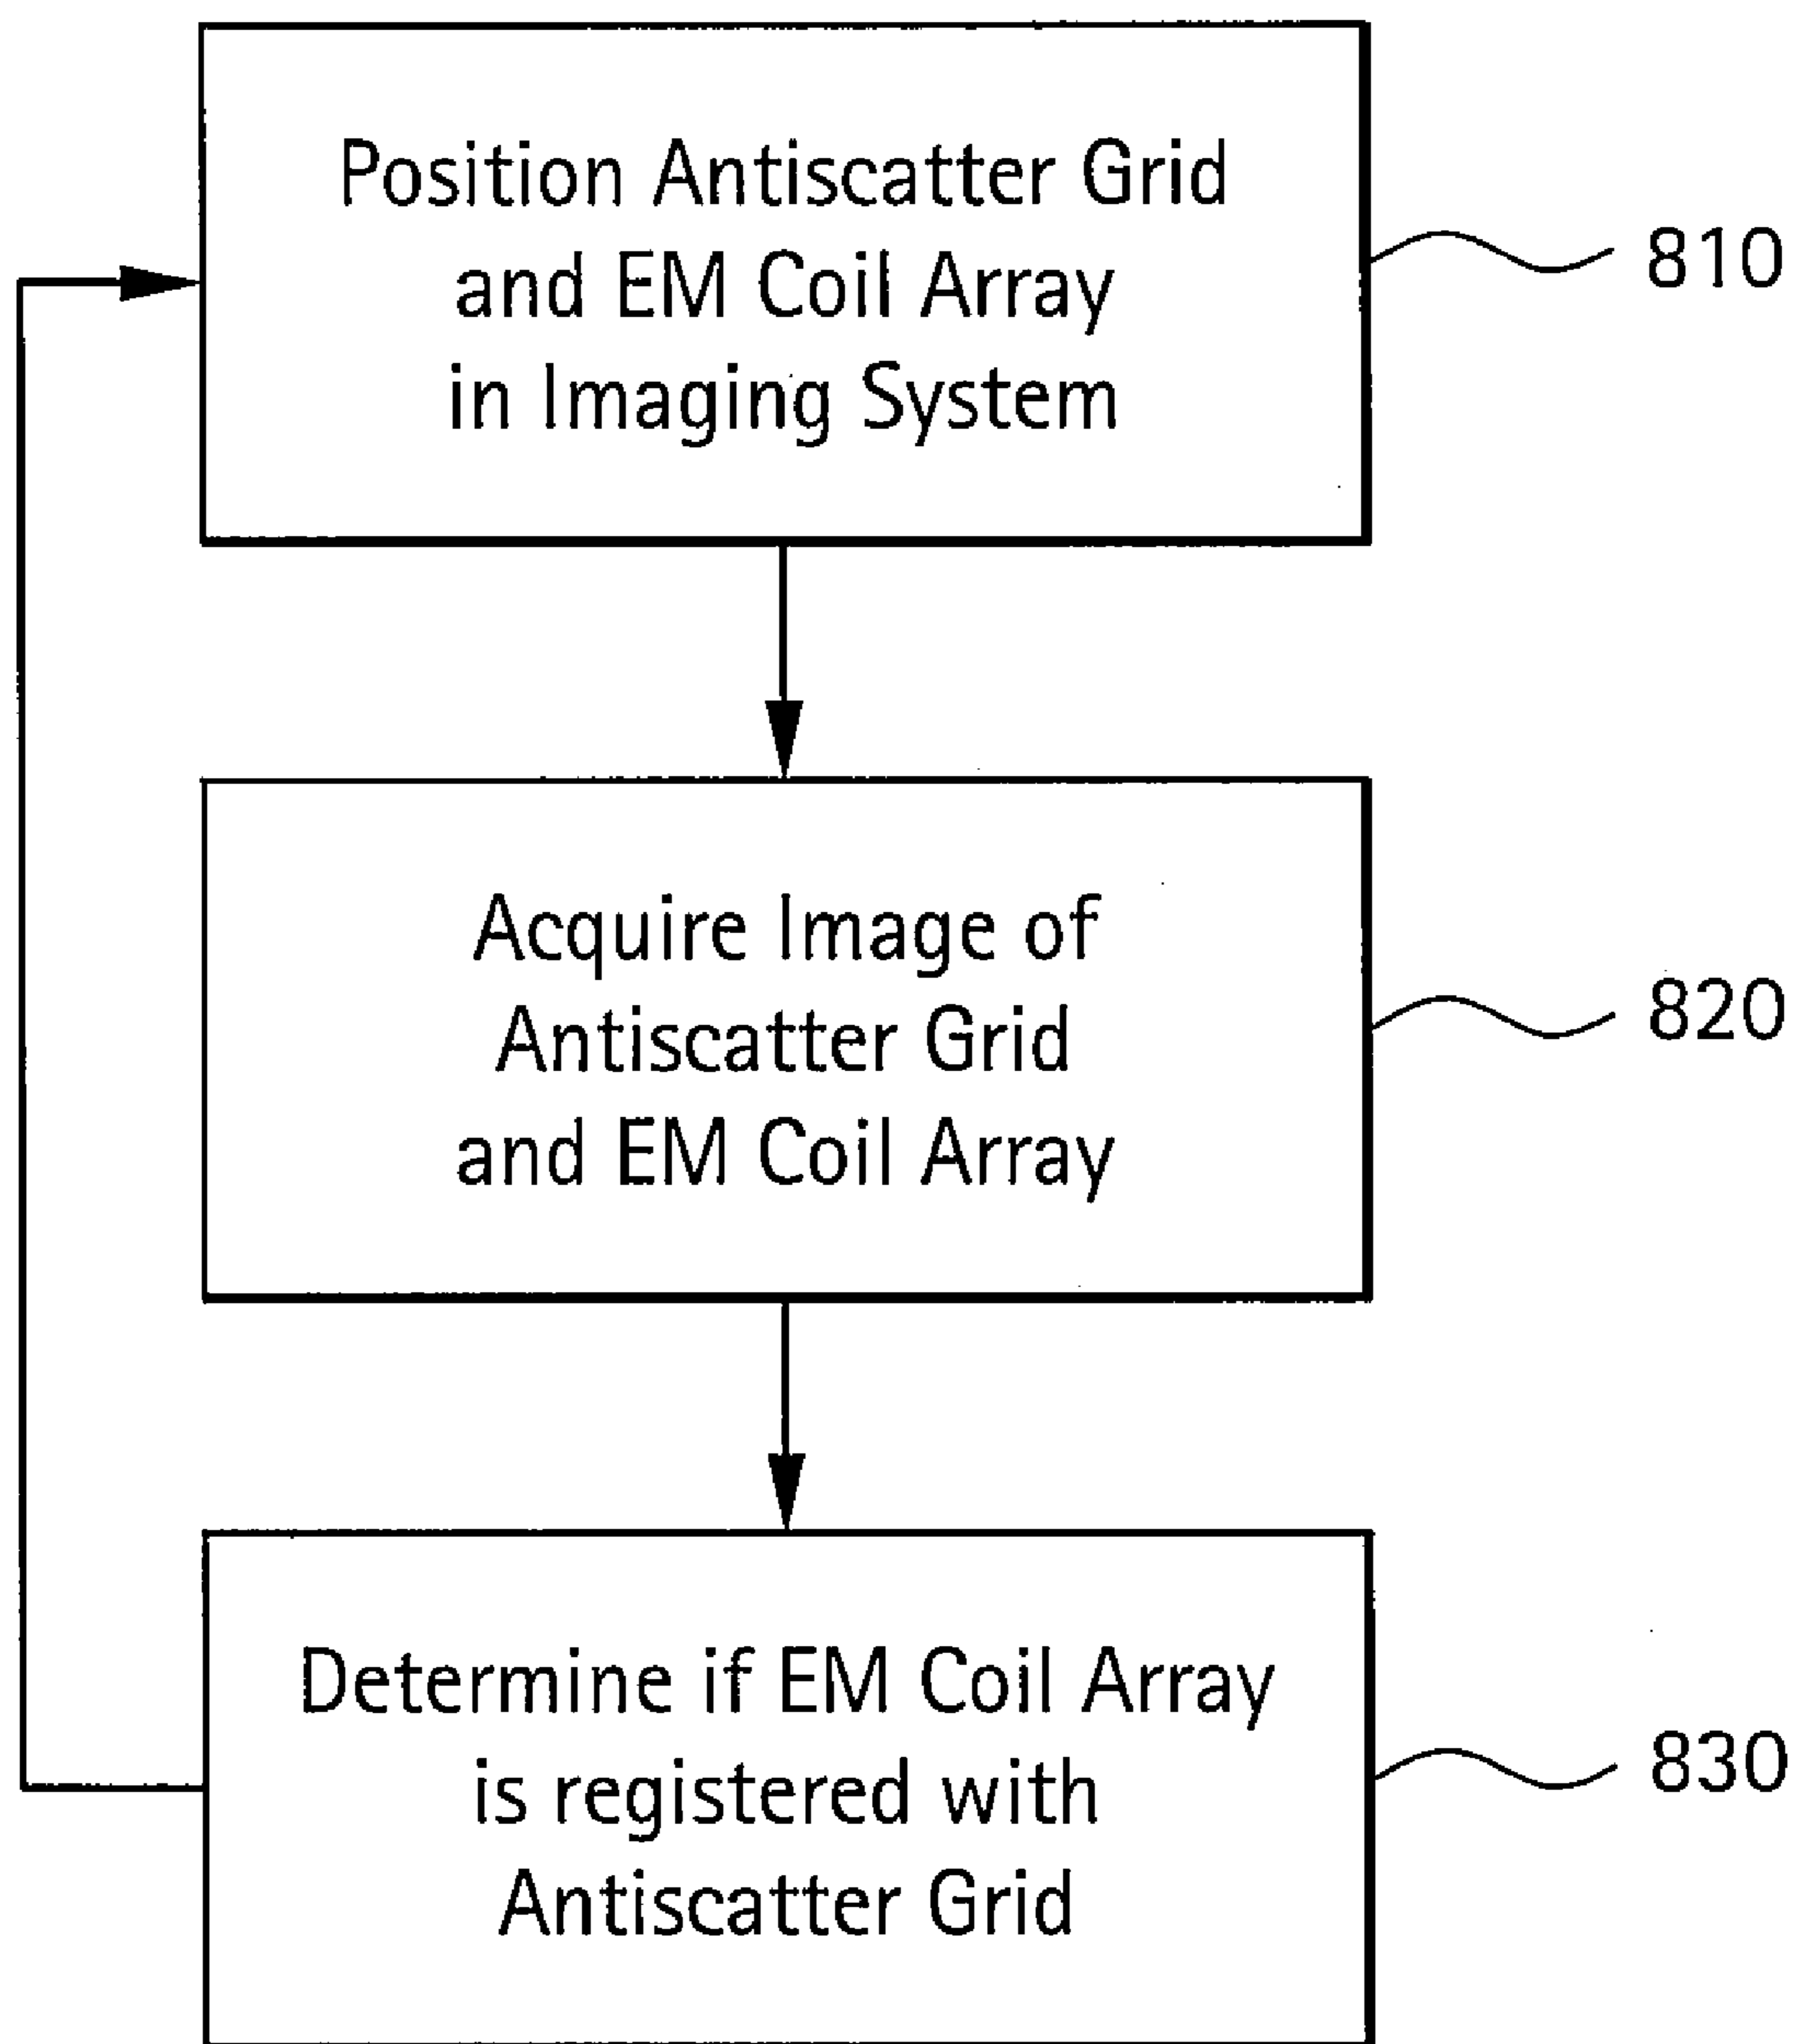 Position Antiscatter Grid
and EM Coil Array
in Imaging System
810
Acquire Image of
Antiscatter Grid
and EM Coil Array
820
Determine if EM Coil Array
is registered with
Antiscatter Grid
830